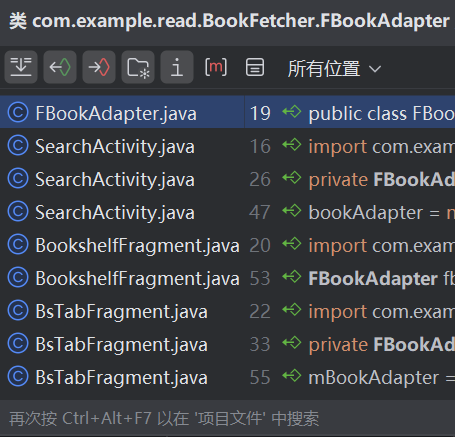 类 com.example.read.BookFetcher.FBookAdapter
[m] 所有位置
FBookAdapter.java 19 public class FBoo
SearchActivity.java 16 import com.exam
SearchActivity.java 26 private FBookAd
SearchActivity.java 47 bookAdapter = n
BookshelfFragment.java 20 import com.exam
BookshelfFragment.java 53 FBookAdapter fb
BsTabFragment.java 22 import com.exam
BsTabFragment.java 33 private FBookAd
BsTabFragment.java 55 mBookAdapter =
再次按 Ctrl+Alt+F7 以在 '项目文件' 中搜索